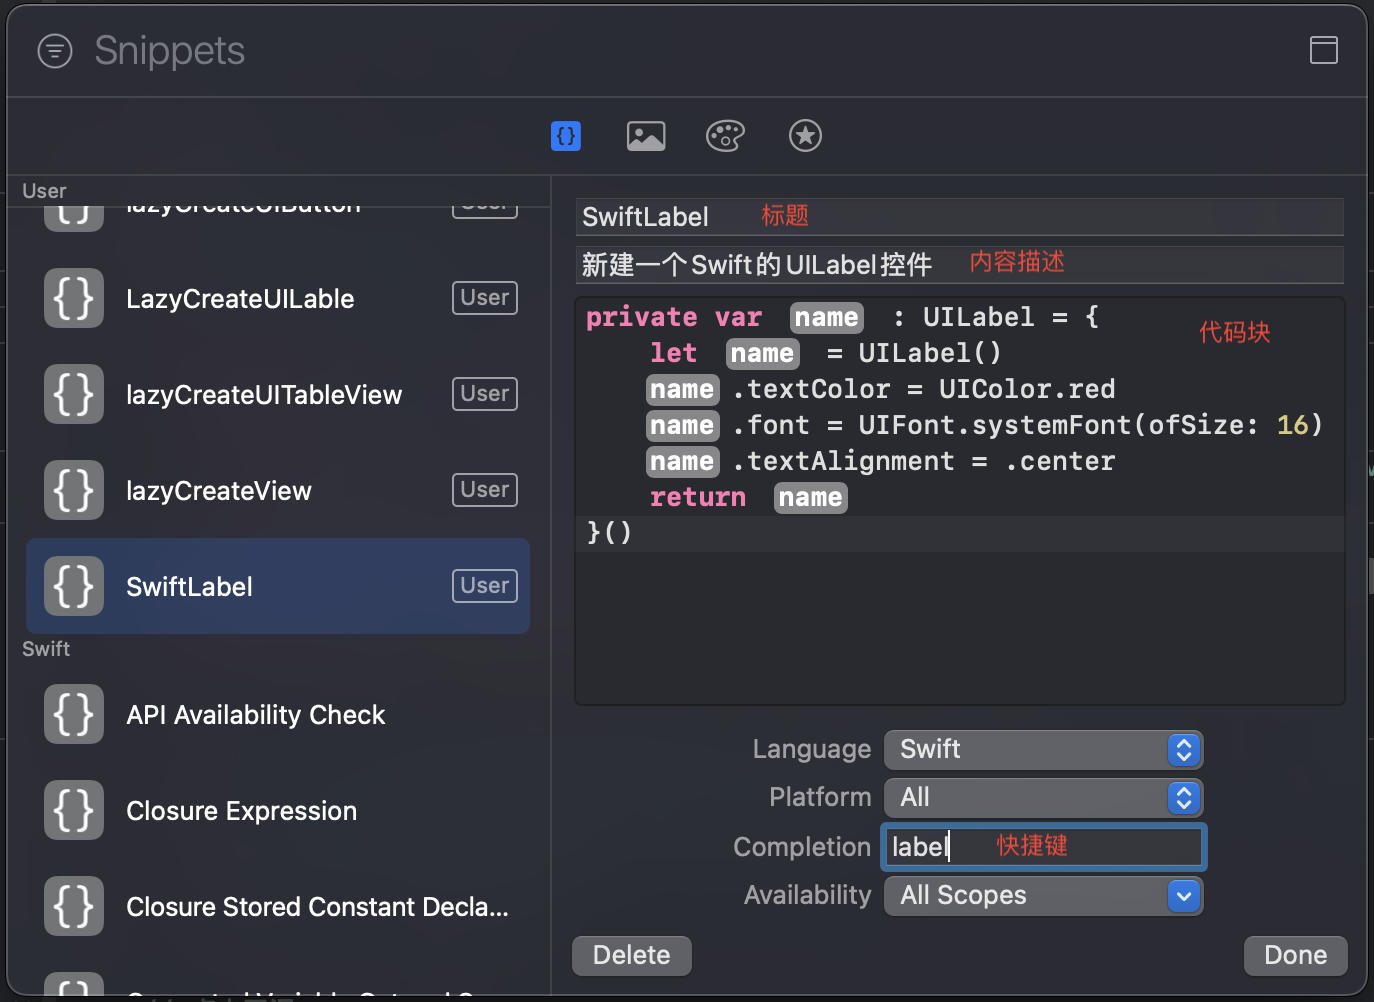 Snippets
User
lazyCreateUIButton User
LazyCreateUILable User
lazyCreateUITableView User
lazyCreateView User
SwiftLabel User
Swift
API Availability Check
Closure Expression
Closure Stored Constant Decla...
SwiftLabel 标题
新建一个Swift的UILabel控件 内容描述
private var name : UILabel = { 代码块
let name = UILabel()
name .textColor = UIColor.red
name .font = UIFont.systemFont(ofSize: 16)
name .textAlignment = .center
return name
}()
Language Swift
Platform All
Completion label 快捷键
Availability All Scopes
Delete Done